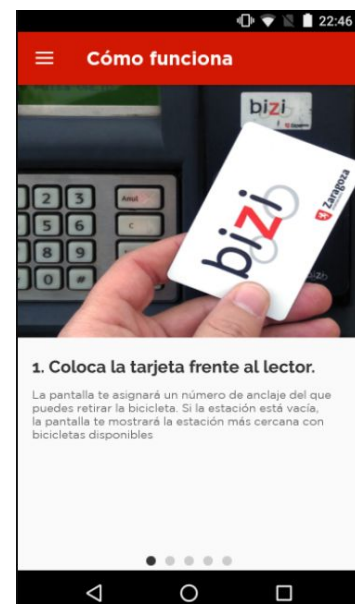 22:46
Cómo funciona
bizi
2 3 Anul
5 6 C
8 9
0 #
bizi
Zaragoza
1. Coloca la tarjeta frente al lector.
La pantalla te asignará un número de anclaje del que
puedes retirar la bicicleta. Si la estación está vacía,
la pantalla te mostrará la estación más cercana con
bicicletas disponibles